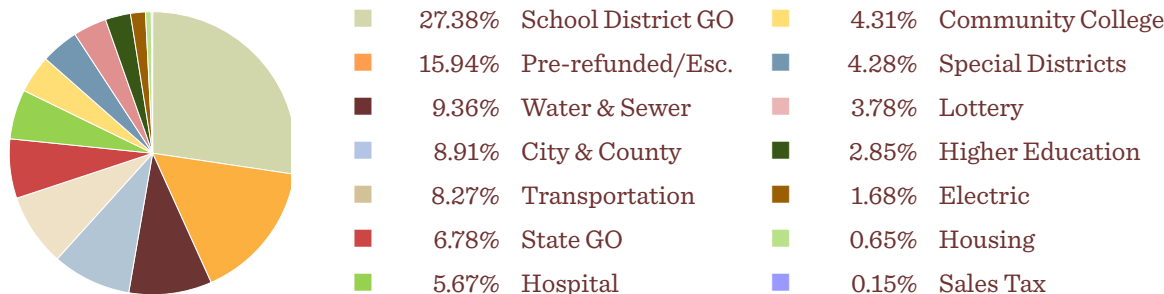 27.38% School District GO
15.94% Pre-refunded/Esc.
9.36% Water & Sewer
8.91% City & County
8.27% Transportation
6.78% State GO
5.67% Hospital
4.31% Community College
4.28% Special Districts
3.78% Lottery
2.85% Higher Education
1.68% Electric
0.65% Housing
0.15% Sales Tax